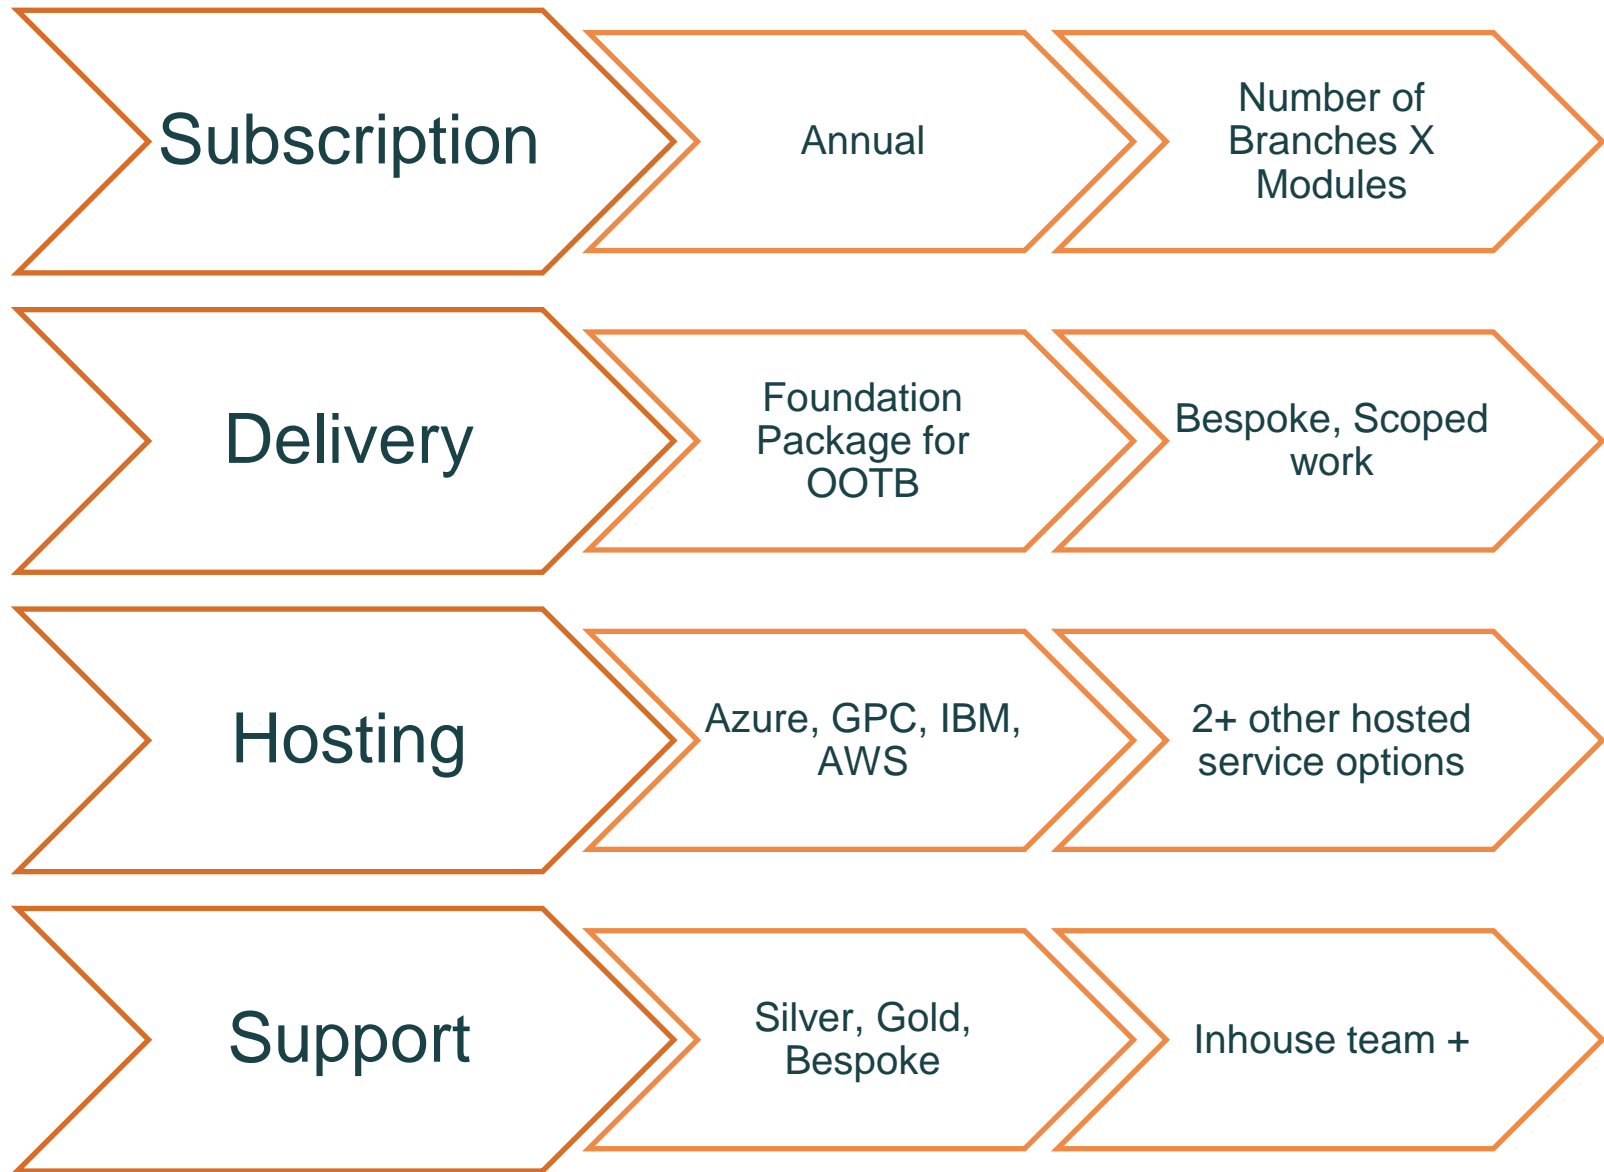 Subscription
Annual
Number of
Branches X
Modules
Delivery
Foundation
Package for
OOTB
Bespoke, Scoped
work
Hosting
Azure, GPC, IBM,
AWS
2+ other hosted
service options
Support
Silver, Gold,
Bespoke
Inhouse team +